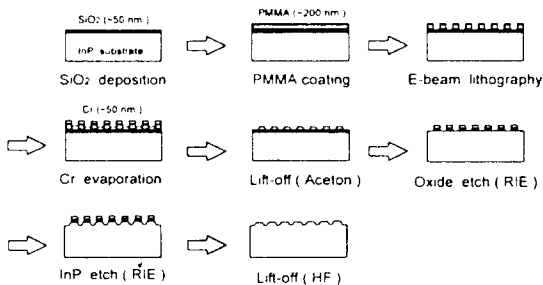 SiO₂ (~50 nm)
InP substrate
SiO₂ deposition
PMMA (~200 nm)
PMMA coating
E-beam lithography
Cr (~50 nm)
Cr evaporation
Lift-off ( Aceton )
Oxide etch ( RIE )
InP etch ( RIE )
Lift-off ( HF )